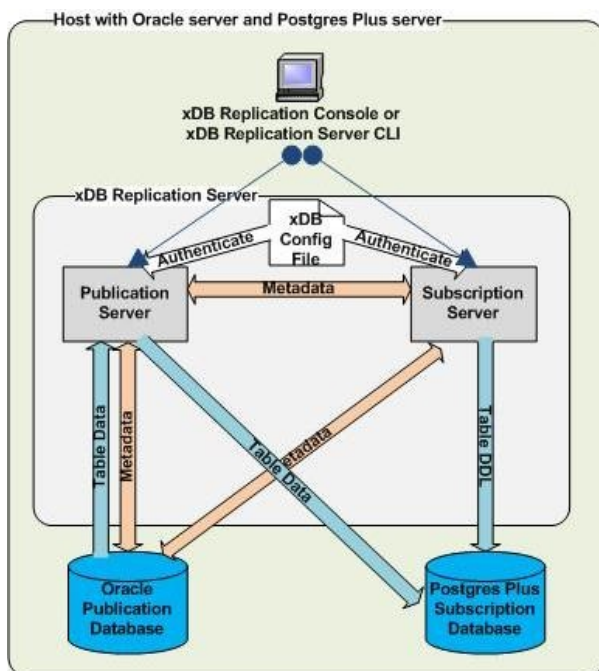 Host with Oracle server and Postgres Plus server
xDB Replication Console or
xDB Replication Server CLI
xDB Replication Server
xDB
Config
File
Authenticate
Authenticate
Publication
Server
Metadata
Subscription
Server
Table Data
Metadata
Table Data
etadata
Table DDL
Oracle
Publication
Database
Postgres Plus
Subscription
Database